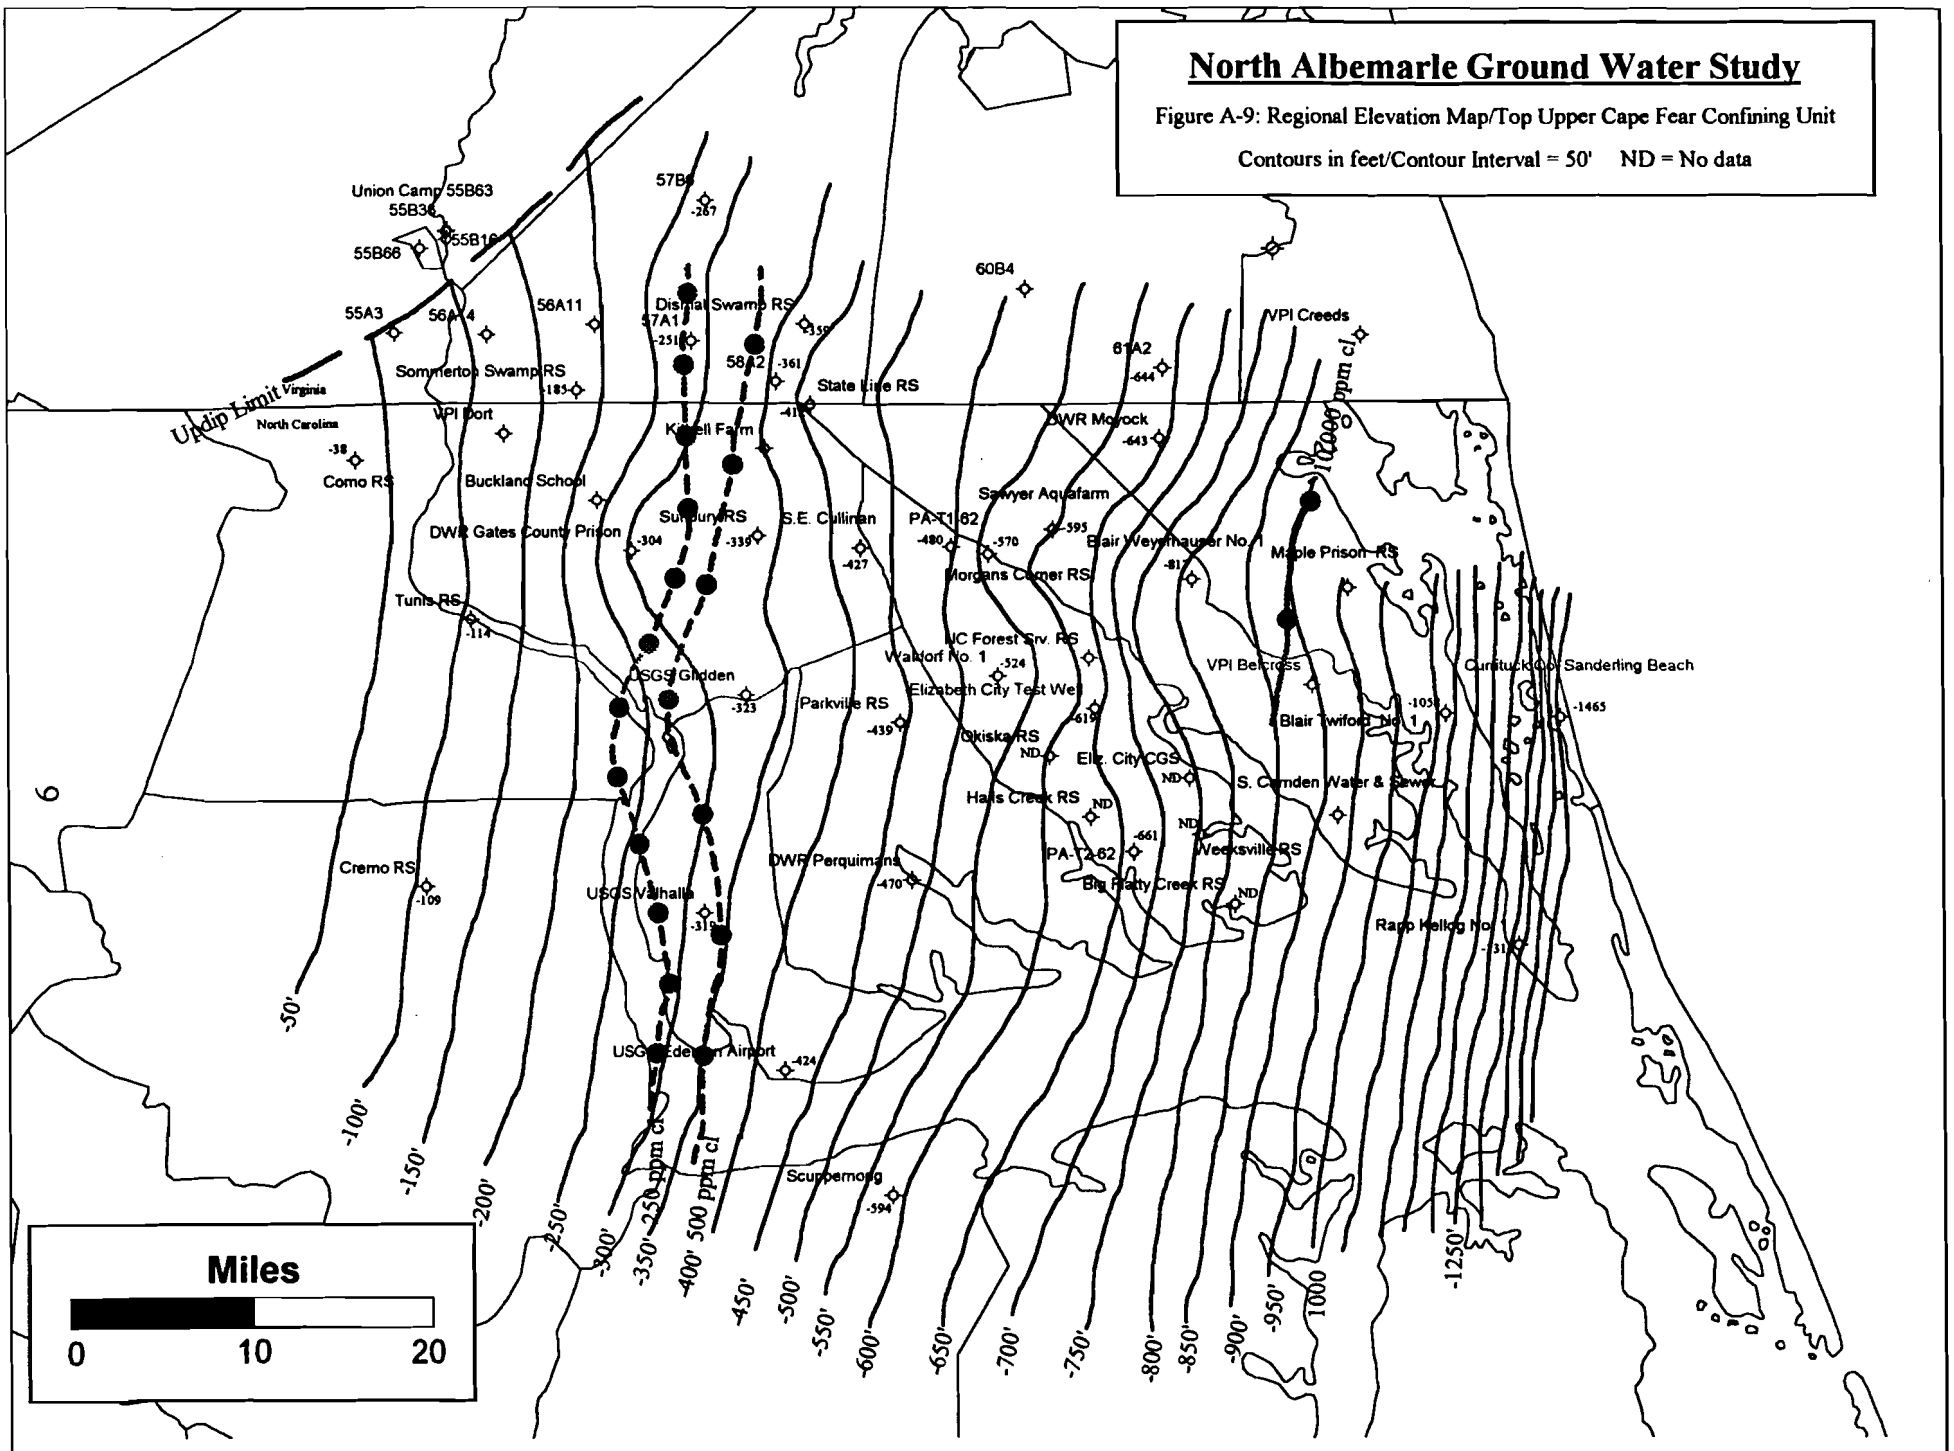 North Albemarle Ground Water Study
Figure A-9: Regional Elevation Map/Top Upper Cape Fear Confining Unit
Contours in feet/Contour Interval = 50'   ND = No data
Union Camp 55B63
55B36
55B16
55B66
57B8
-267
60B4
55A3
56A14
56A11
Dismal Swamp RS
57A1
-251
-359
VPI Creeds
58A2
-361
61A2
-644
Sommerton Swamp RS
-185
State Line RS
Updip Limit
Virginia
North Carolina
VPI Dort
Kittrell Farm
DWR Moyock
-643
102000 ppm cl
-38
Como RS
Buckland School
Sawyer Aquafarm
-595
Sunbury RS
-339
S.E. Cullinan
-427
PA-T1-62
-480
-570
DWR Gates County Prison
-304
Blair Weyerhauser No. 1
Maple Prison RS
Morgans Corner RS
Tunis RS
-114
NC Forest Srv. RS
Waldorf No. 1
-524
VPI Belcross
Currituck Co. Sanderling Beach
-1465
USGS Glidden
-323
Parkville RS
-439
Elizabeth City Test Well
-619
Blair Twiford No. 1
Okiska RS
ND
Eliz. City CGS
ND
S. Camden Water & Sewer
6
Halls Creek RS
ND
ND
Weeksville RS
PA-T2-62
-661
Cremo RS
-109
DWR Perquimans
-470
Big Flatty Creek RS
ND
USGS Valhalla
-319
Rapp Kellog No. 1
USGS Edenton Airport
-424
Scuppernong
-594
250 ppm cl
500 ppm cl
-50'
-100'
-150'
-200'
-250'
-300'
-350'
-400'
-450'
-500'
-550'
-600'
-650'
-700'
-750'
-800'
-850'
-900'
-950'
1000
-1250'
Miles
0 10 20